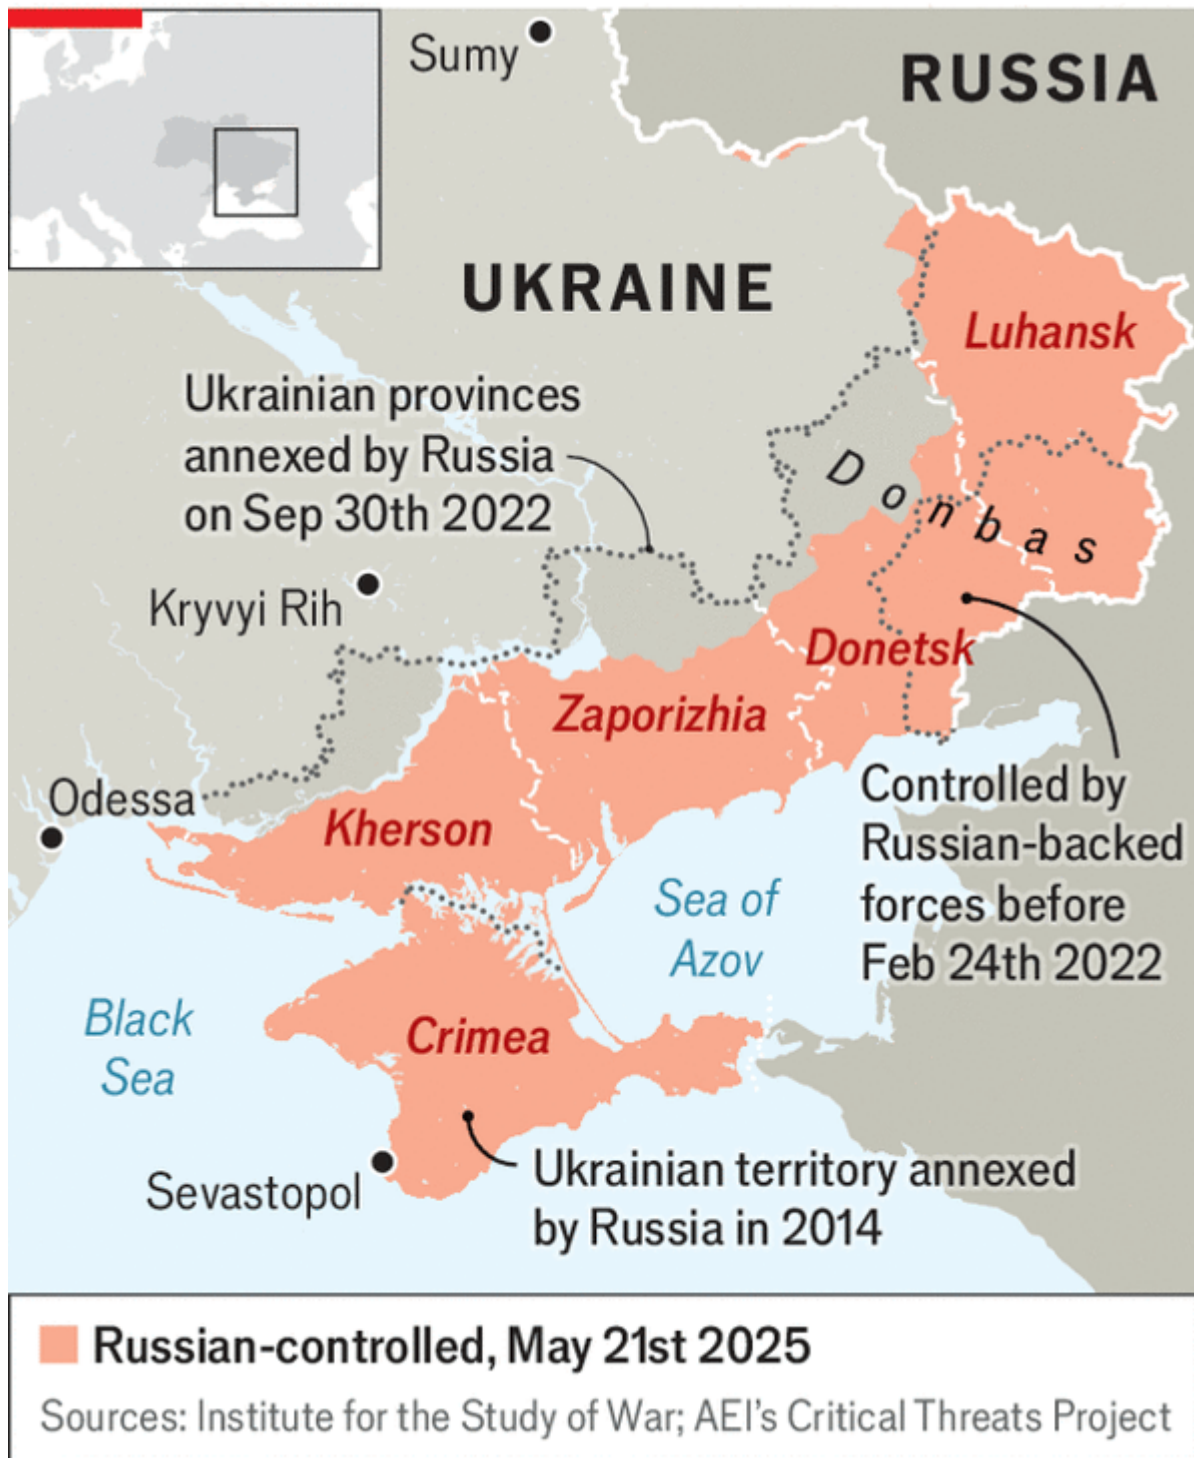 Sumy
RUSSIA
UKRAINE
Luhansk
Ukrainian provinces
annexed by Russia
on Sep 30th 2022
Donbas
Kryvyi Rih
Donetsk
Zaporizhia
Odessa
Kherson
Controlled by
Russian-backed
forces before
Feb 24th 2022
Sea of
Azov
Black
Sea
Crimea
Sevastopol
Ukrainian territory annexed
by Russia in 2014
Russian-controlled, May 21st 2025
Sources: Institute for the Study of War; AEI's Critical Threats Project